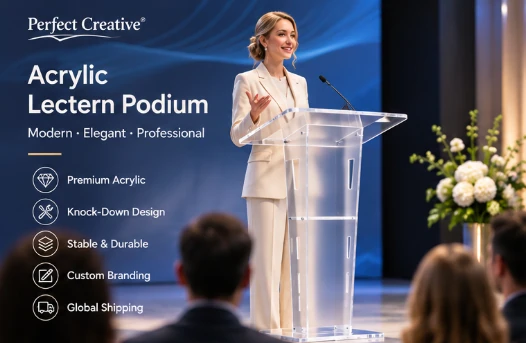 Perfect Creative®
Acrylic
Lectern Podium
Modern · Elegant · Professional
Premium Acrylic
Knock-Down Design
Stable & Durable
Custom Branding
Global Shipping